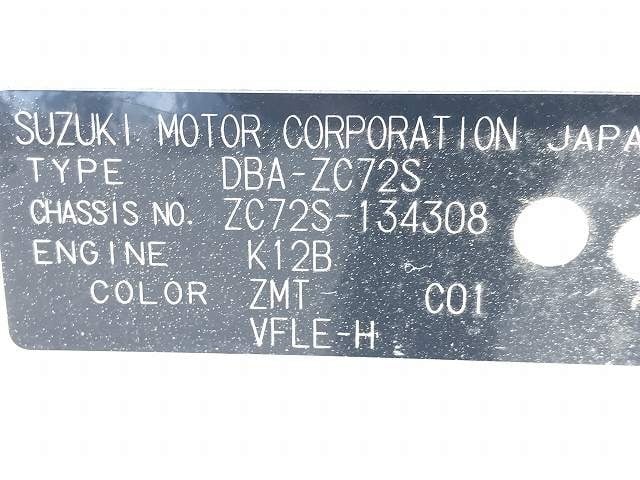 SUZUKI MOTOR CORPORATION JAPA
TYPE DBA-ZC72S
CHASSIS NO. ZC72S-134308
ENGINE K12B
COLOR ZMT- C01
VFLE-H